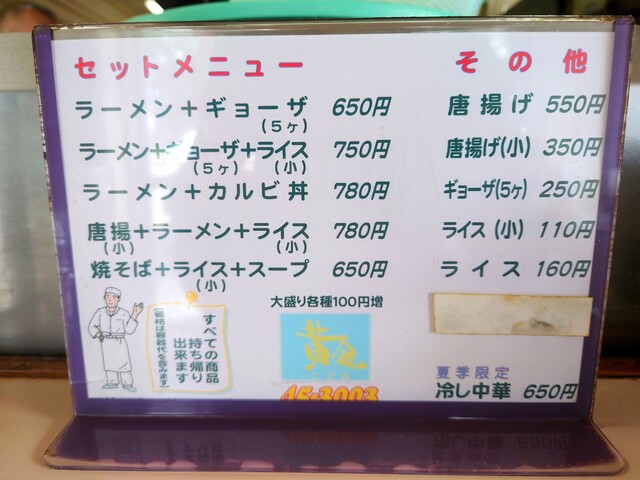 セットメニュー
ラーメン＋ギョーザ 650円
(5ヶ)
ラーメン＋ギョーザ＋ライス 750円
(5ヶ) (小)
ラーメン＋カルビ丼 780円
唐揚＋ラーメン＋ライス 780円
(小) (小)
焼そば＋ライス＋スープ 650円
(小)
大盛り各種100円増
すべての商品
持ち帰り
出来ます
(価格は容器代を含みます)
黄金
45-3003
その他
唐揚げ 550円
唐揚げ(小) 350円
ギョーザ(5ヶ) 250円
ライス(小) 110円
ライス 160円
夏季限定
冷し中華 650円